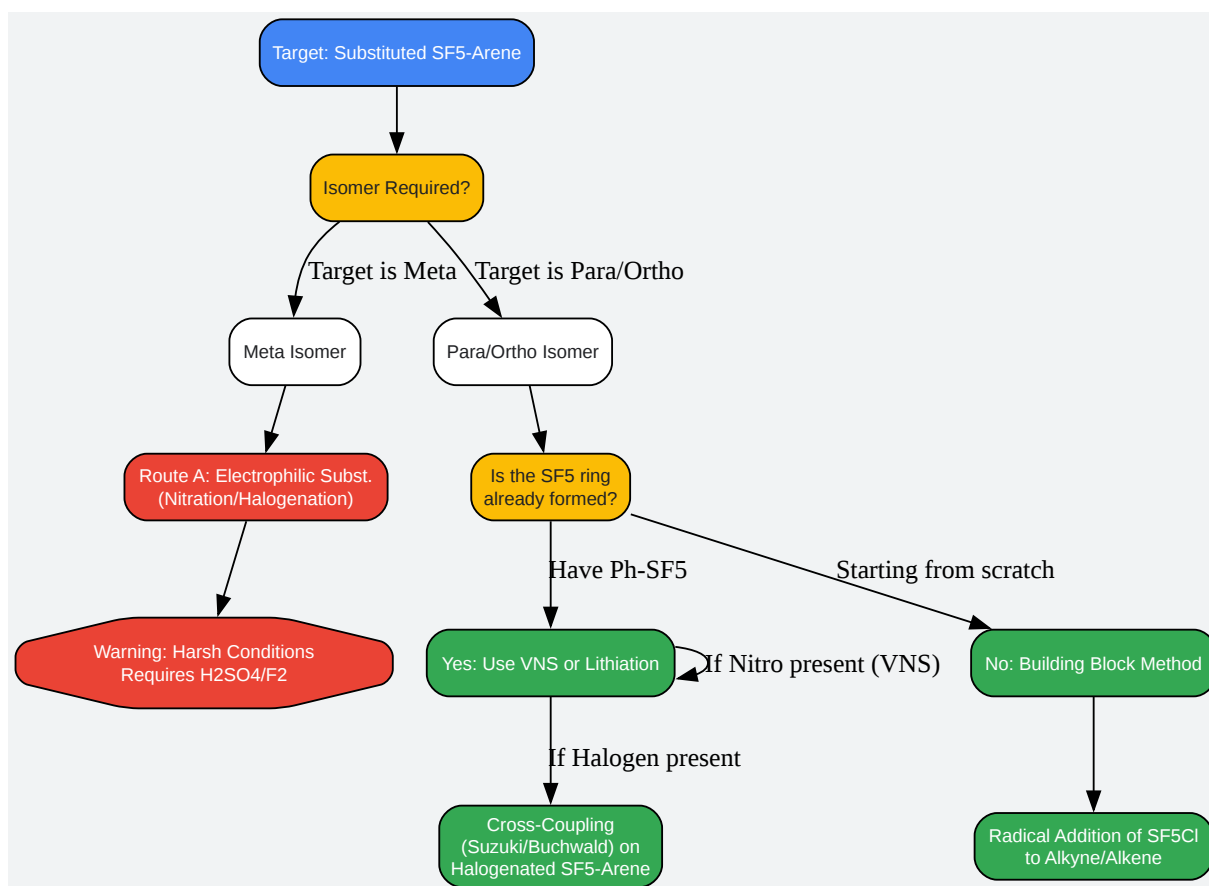 Target: Substituted SF5-Arene
Isomer Required?
Target is Meta
Target is Para/Ortho
Meta Isomer
Para/Ortho Isomer
Route A: Electrophilic Subst.
(Nitration/Halogenation)
Is the SF5 ring
already formed?
Have Ph-SF5
Starting from scratch
Warning: Harsh Conditions
Requires H2SO4/F2
Yes: Use VNS or Lithiation
If Nitro present (VNS)
No: Building Block Method
If Halogen present
Cross-Coupling
(Suzuki/Buchwald) on
Halogenated SF5-Arene
Radical Addition of SF5Cl
to Alkyne/Alkene